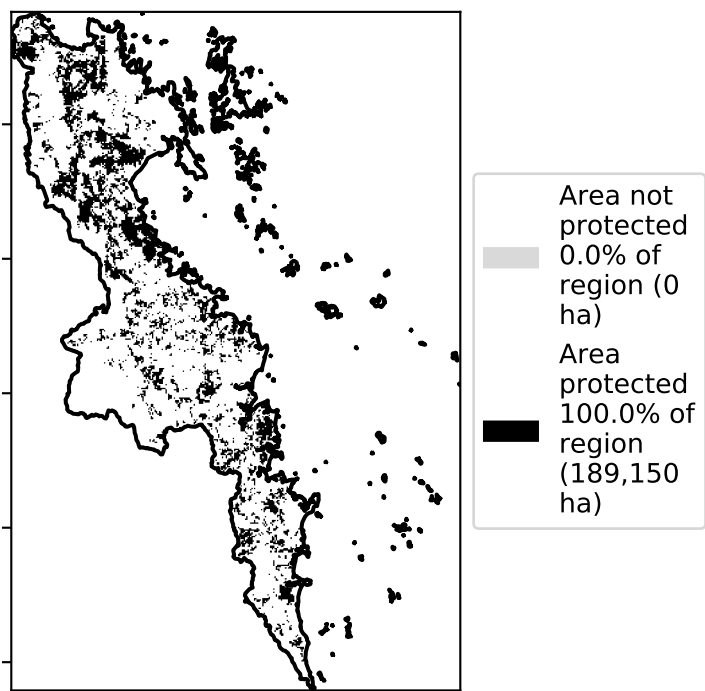 Area not
protected
0.0% of
region (0
ha)
Area
protected
100.0% of
region
(189,150
ha)